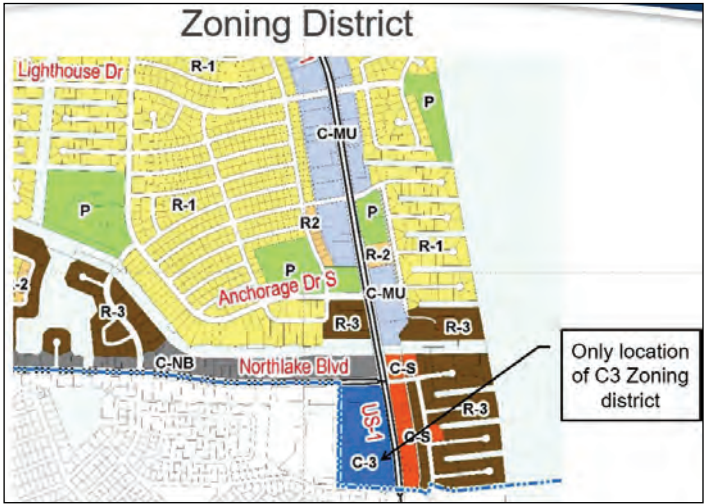 Zoning District
Lighthouse Dr
R-1
P
C-MU
P
R-1
R2
P
R-1
R-2
P
Anchorage Dr S
C-MU
R-3
R-3
R-3
C-NB
Northlake Blvd
C-S
US-1
C-S
R-3
C-3
Only location
of C3 Zoning
district